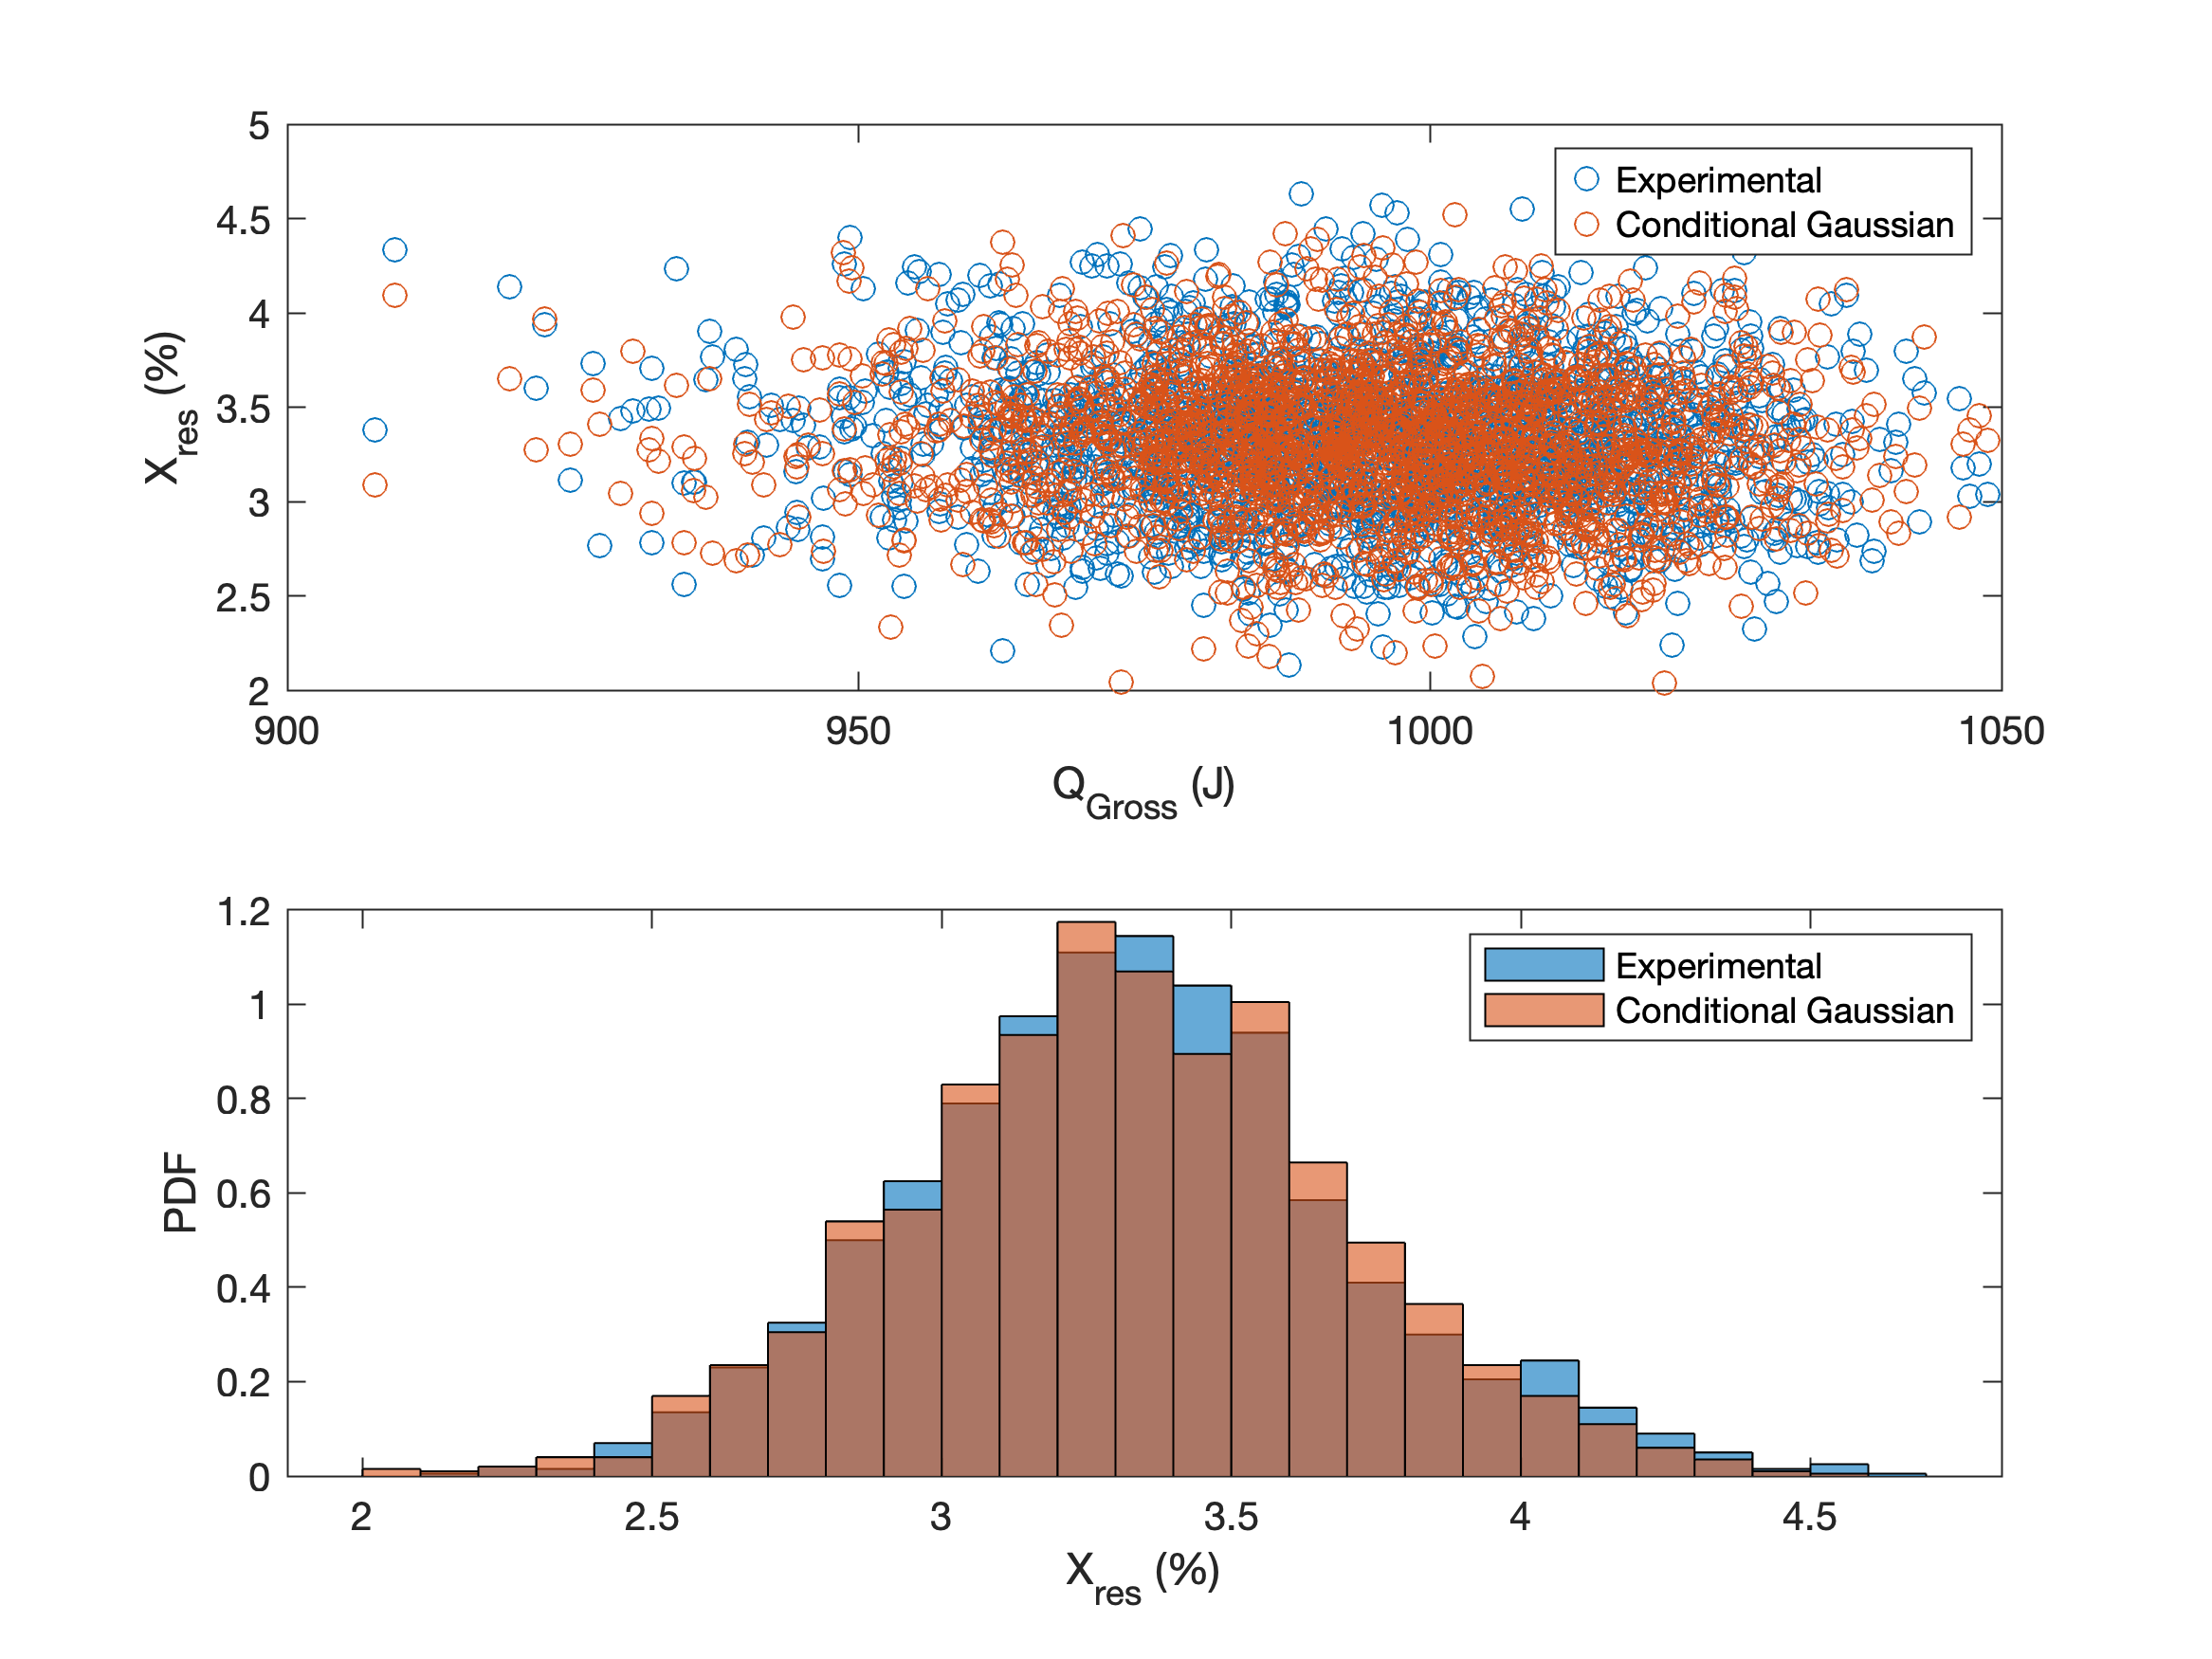 5
4.5
4
3.5
3
2.5
2
X_res (%)
Experimental
Conditional Gaussian
900 950 1000 1050
Q_Gross (J)
1.2
1
0.8
0.6
0.4
0.2
0
PDF
Experimental
Conditional Gaussian
2 2.5 3 3.5 4 4.5
X_res (%)